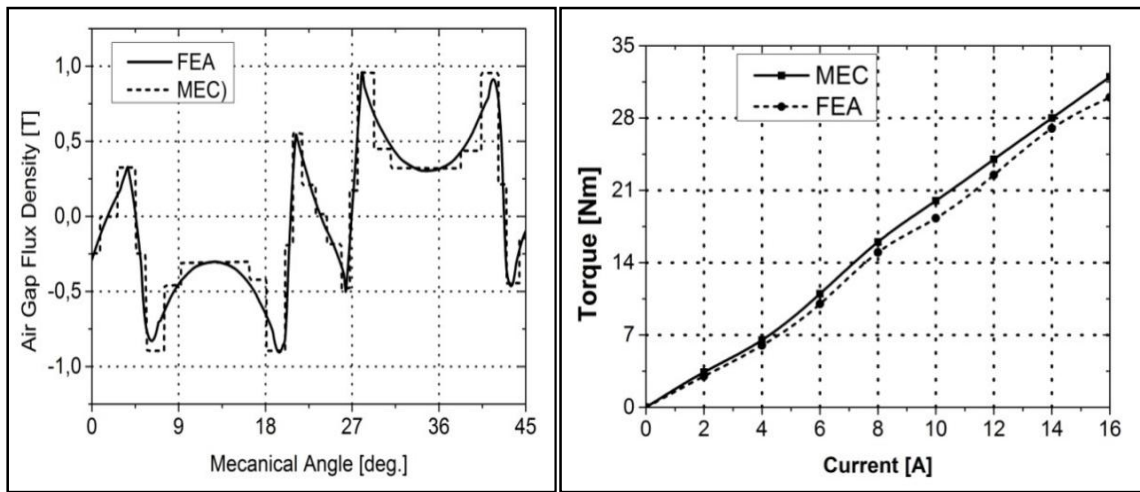 FEA
MEC)
1,0
0,5
0,0
-0,5
-1,0
Air Gap Flux Density [T]
0 9 18 27 36 45
Mecanical Angle [deg.]
MEC
FEA
35
28
21
14
7
0
Torque [Nm]
0 2 4 6 8 10 12 14 16
Current [A]